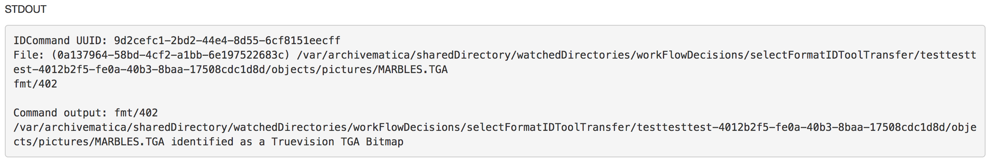 STDOUT
IDCommand UUID: 9d2cefc1-2bd2-44e4-8d55-6cf8151eecff
File: (0a137964-58bd-4cf2-a1bb-6e197522683c) /var/archivematica/sharedDirectory/watchedDirectories/workFlowDecisions/selectFormatIDToolTransfer/testtestt
est-4012b2f5-fe0a-40b3-8baa-17508cdc1d8d/objects/pictures/MARBLES.TGA
fmt/402
Command output: fmt/402
/var/archivematica/sharedDirectory/watchedDirectories/workFlowDecisions/selectFormatIDToolTransfer/testtesttest-4012b2f5-fe0a-40b3-8baa-17508cdc1d8d/obje
cts/pictures/MARBLES.TGA identified as a Truevision TGA Bitmap